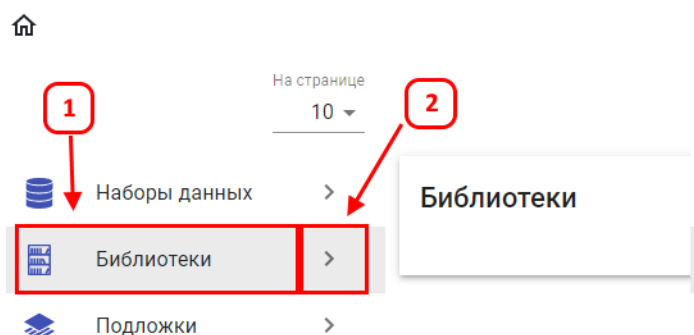 На странице
1
10
2
Наборы данных
Библиотеки
Библиотеки
Подложки